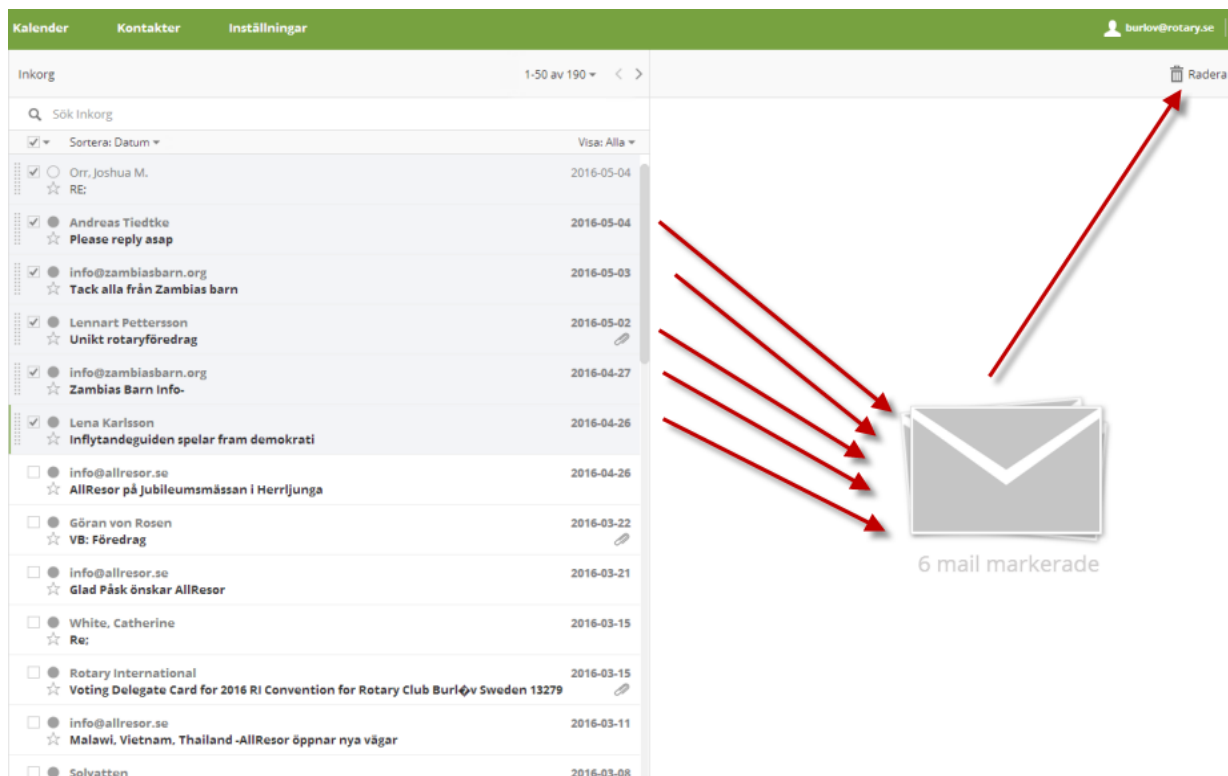 Kalender Kontakter Inställningar burlov@rotary.se
Inkorg 1-50 av 190 Radera
Sök Inkorg
Sortera: Datum Visa: Alla
Orr, Joshua M. 2016-05-04
RE;
Andreas Tiedtke 2016-05-04
Please reply asap
info@zambiasbarn.org 2016-05-03
Tack alla från Zambias barn
Lennart Pettersson 2016-05-02
Unikt rotaryföredrag
info@zambiasbarn.org 2016-04-27
Zambias Barn Info-
Lena Karlsson 2016-04-26
Inflytandeguiden spelar fram demokrati
info@allresor.se 2016-04-26
AllResor på Jubileumsmässan i Herrljunga
Göran von Rosen 2016-03-22
VB: Föredrag
info@allresor.se 2016-03-21
Glad Påsk önskar AllResor
White, Catherine 2016-03-15
Re;
Rotary International 2016-03-15
Voting Delegate Card for 2016 RI Convention for Rotary Club Burl�v Sweden 13279
info@allresor.se 2016-03-11
Malawi, Vietnam, Thailand -AllResor öppnar nya vägar
Solvatten 2016-03-08
6 mail markerade